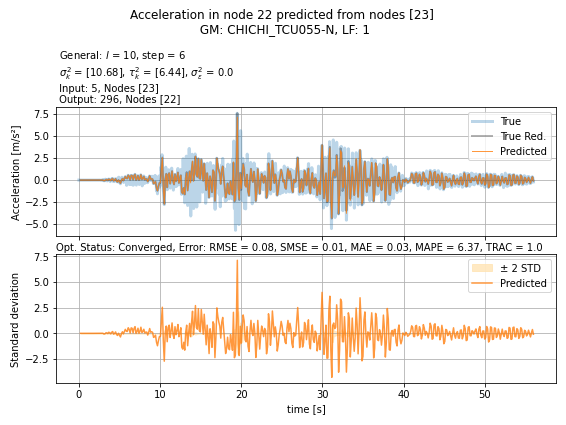 Acceleration in node 22 predicted from nodes [23]
GM: CHICHI_TCU055-N, LF: 1
General: l = 10, step = 6
σ²ₖ = [10.68], τ²ₖ = [6.44], σ²ε = 0.0
Input: 5, Nodes [23]
Output: 296, Nodes [22]
Acceleration [m/s²]
7.5
5.0
2.5
0.0
−2.5
−5.0
True
True Red.
Predicted
Opt. Status: Converged, Error: RMSE = 0.08, SMSE = 0.01, MAE = 0.03, MAPE = 6.37, TRAC = 1.0
Standard deviation
7.5
5.0
2.5
0.0
−2.5
± 2 STD
Predicted
0 10 20 30 40 50
time [s]